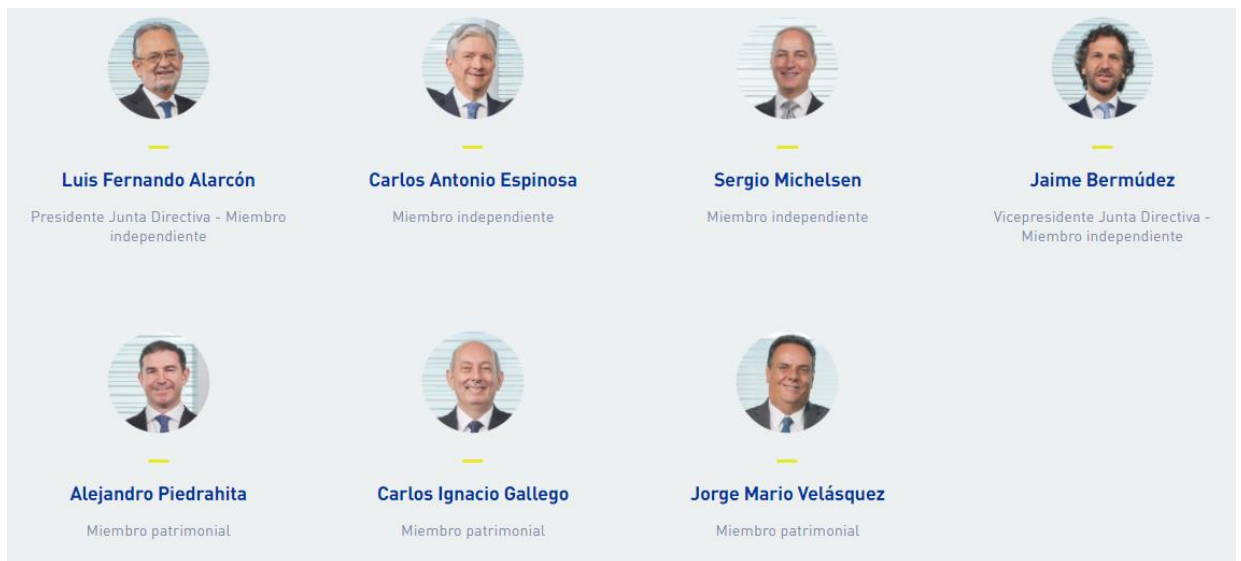 Luis Fernando Alarcón
Presidente Junta Directiva - Miembro
independiente
Carlos Antonio Espinosa
Miembro independiente
Sergio Michelsen
Miembro independiente
Jaime Bermúdez
Vicepresidente Junta Directiva -
Miembro independiente
Alejandro Piedrahita
Miembro patrimonial
Carlos Ignacio Gallego
Miembro patrimonial
Jorge Mario Velásquez
Miembro patrimonial